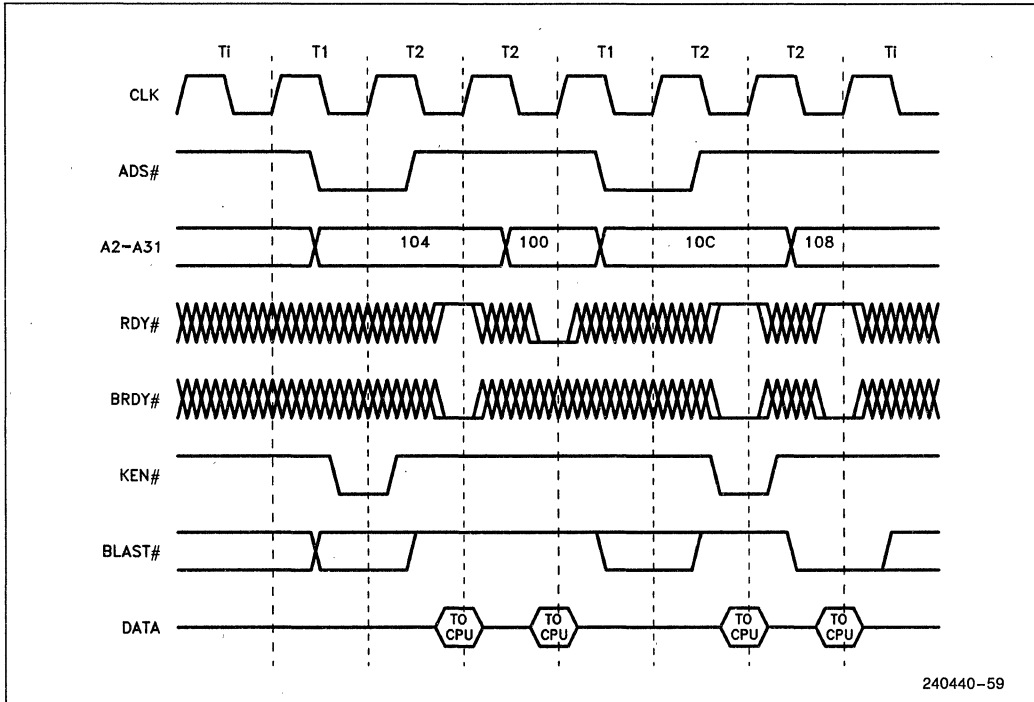 Ti T1 T2 T2 T1 T2 T2 Ti
CLK
ADS#
A2–A31 104 100 10C 108
RDY#
BRDY#
KEN#
BLAST#
DATA TO CPU TO CPU TO CPU TO CPU
240440–59